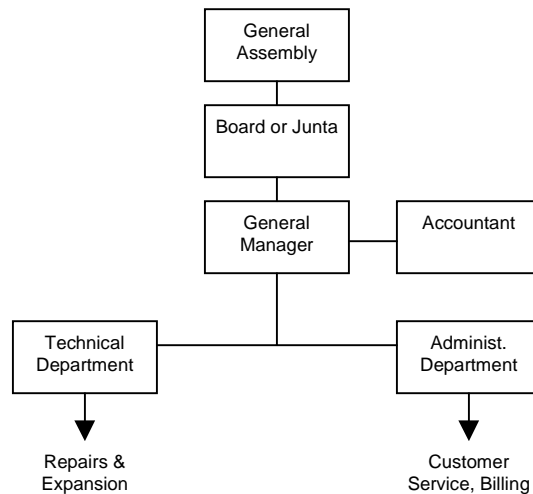 General
Assembly
Board or Junta
General
Manager
Accountant
Technical
Department
Administ.
Department
Repairs &
Expansion
Customer
Service, Billing